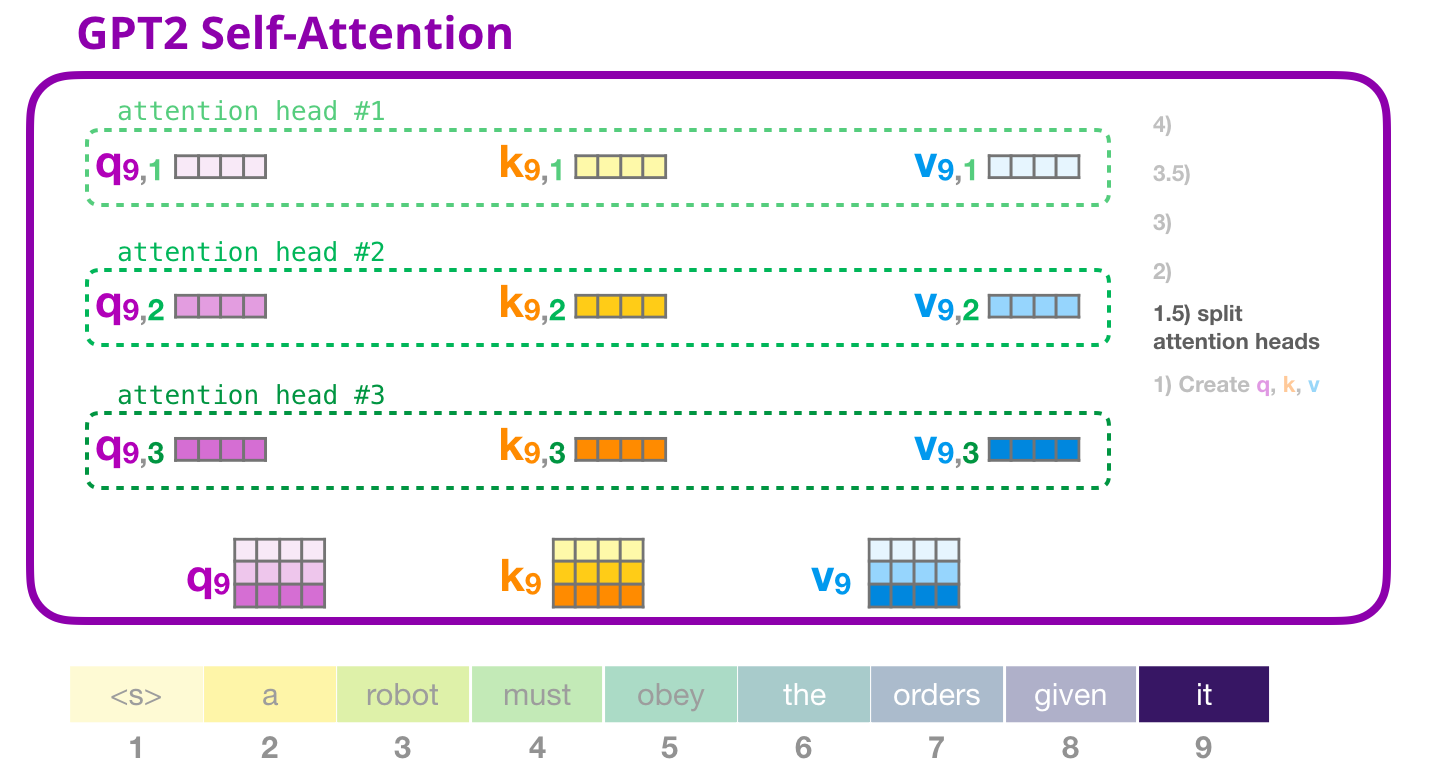 GPT2 Self-Attention
attention head #1
q9,1 k9,1 v9,1
attention head #2
q9,2 k9,2 v9,2
attention head #3
q9,3 k9,3 v9,3
q9 k9 v9
4)
3.5)
3)
2)
1.5) split
attention heads
1) Create q, k, v
<s> a robot must obey the orders given it
1 2 3 4 5 6 7 8 9